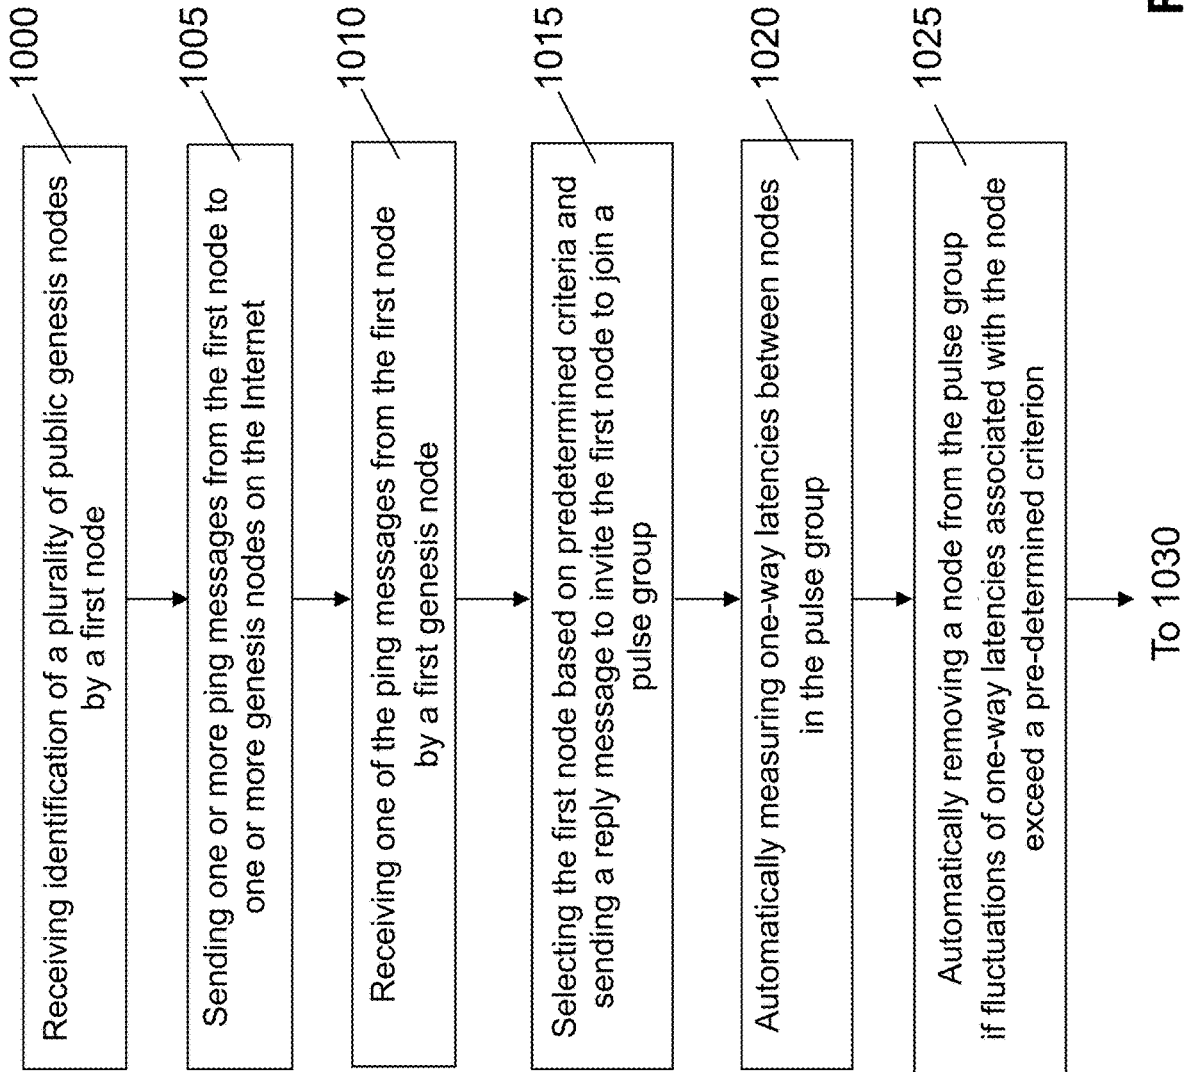 1000
Receiving identification of a plurality of public genesis nodes
by a first node
1005
Sending one or more ping messages from the first node to
one or more genesis nodes on the Internet
1010
Receiving one of the ping messages from the first node
by a first genesis node
1015
Selecting the first node based on predetermined criteria and
sending a reply message to invite the first node to join a
pulse group
1020
Automatically measuring one-way latencies between nodes
in the pulse group
1025
Automatically removing a node from the pulse group
if fluctuations of one-way latencies associated with the node
exceed a pre-determined criterion
To 1030